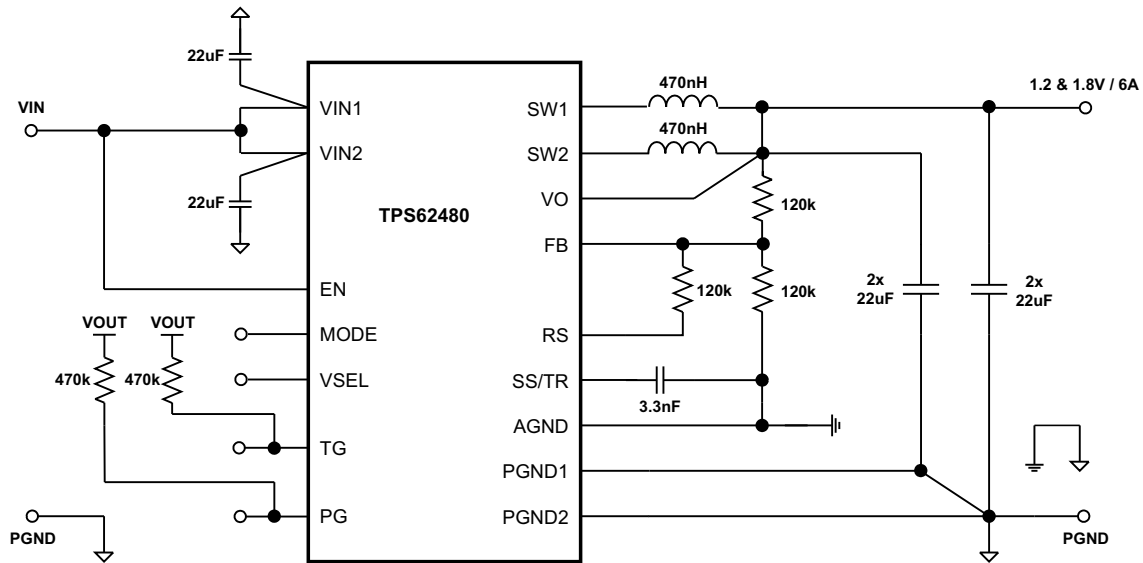 22uF
VIN
22uF
VIN1
VIN2
EN
MODE
VSEL
TG
PG
VOUT
VOUT
470k
470k
PGND
TPS62480
SW1
SW2
VO
FB
RS
SS/TR
AGND
PGND1
PGND2
470nH
470nH
1.2 & 1.8V / 6A
120k
120k
120k
3.3nF
2x
22uF
2x
22uF
PGND